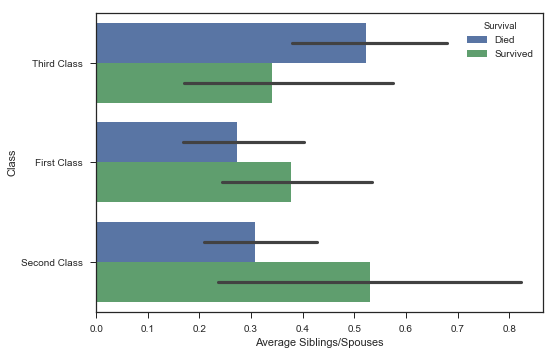 Survival
Died
Survived
Third Class
First Class
Second Class
Class
0.0 0.1 0.2 0.3 0.4 0.5 0.6 0.7 0.8
Average Siblings/Spouses